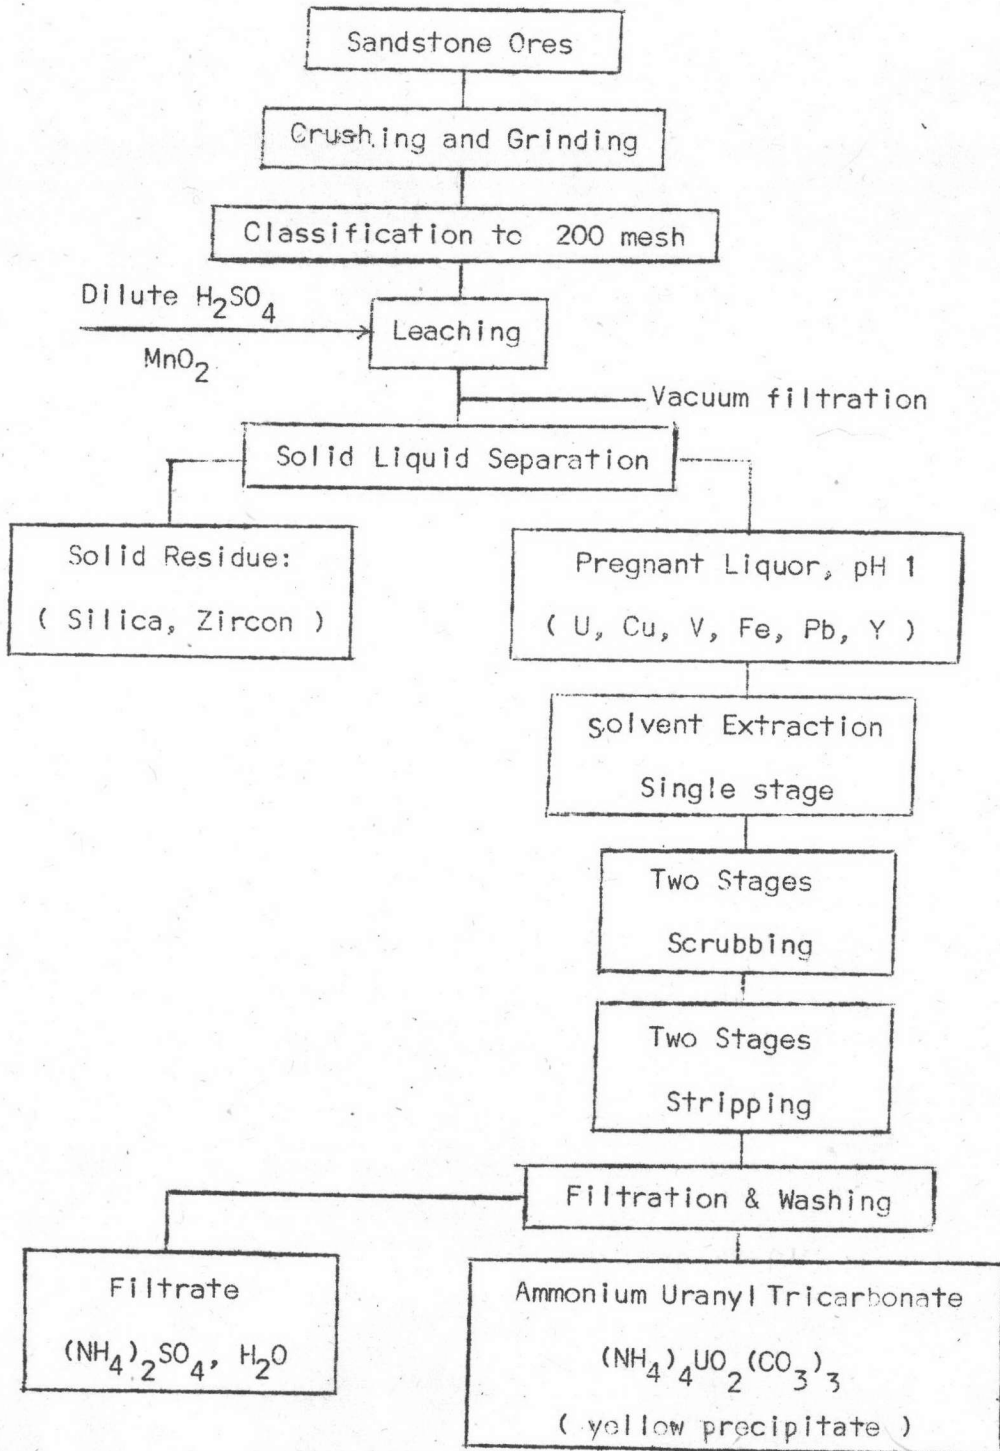 Sandstone Ores
Crushing and Grinding
Classification tc 200 mesh
Dilute H₂SO₄
MnO₂
Leaching
Vacuum filtration
Solid Liquid Separation
Solid Residue:
( Silica, Zircon )
Pregnant Liquor, pH 1
( U, Cu, V, Fe, Pb, Y )
Solvent Extraction
Single stage
Two Stages
Scrubbing
Two Stages
Stripping
Filtration & Washing
Filtrate
(NH₄)₂SO₄, H₂O
Ammonium Uranyl Tricarbonate
(NH₄)₄UO₂(CO₃)₃
( yellow precipitate )